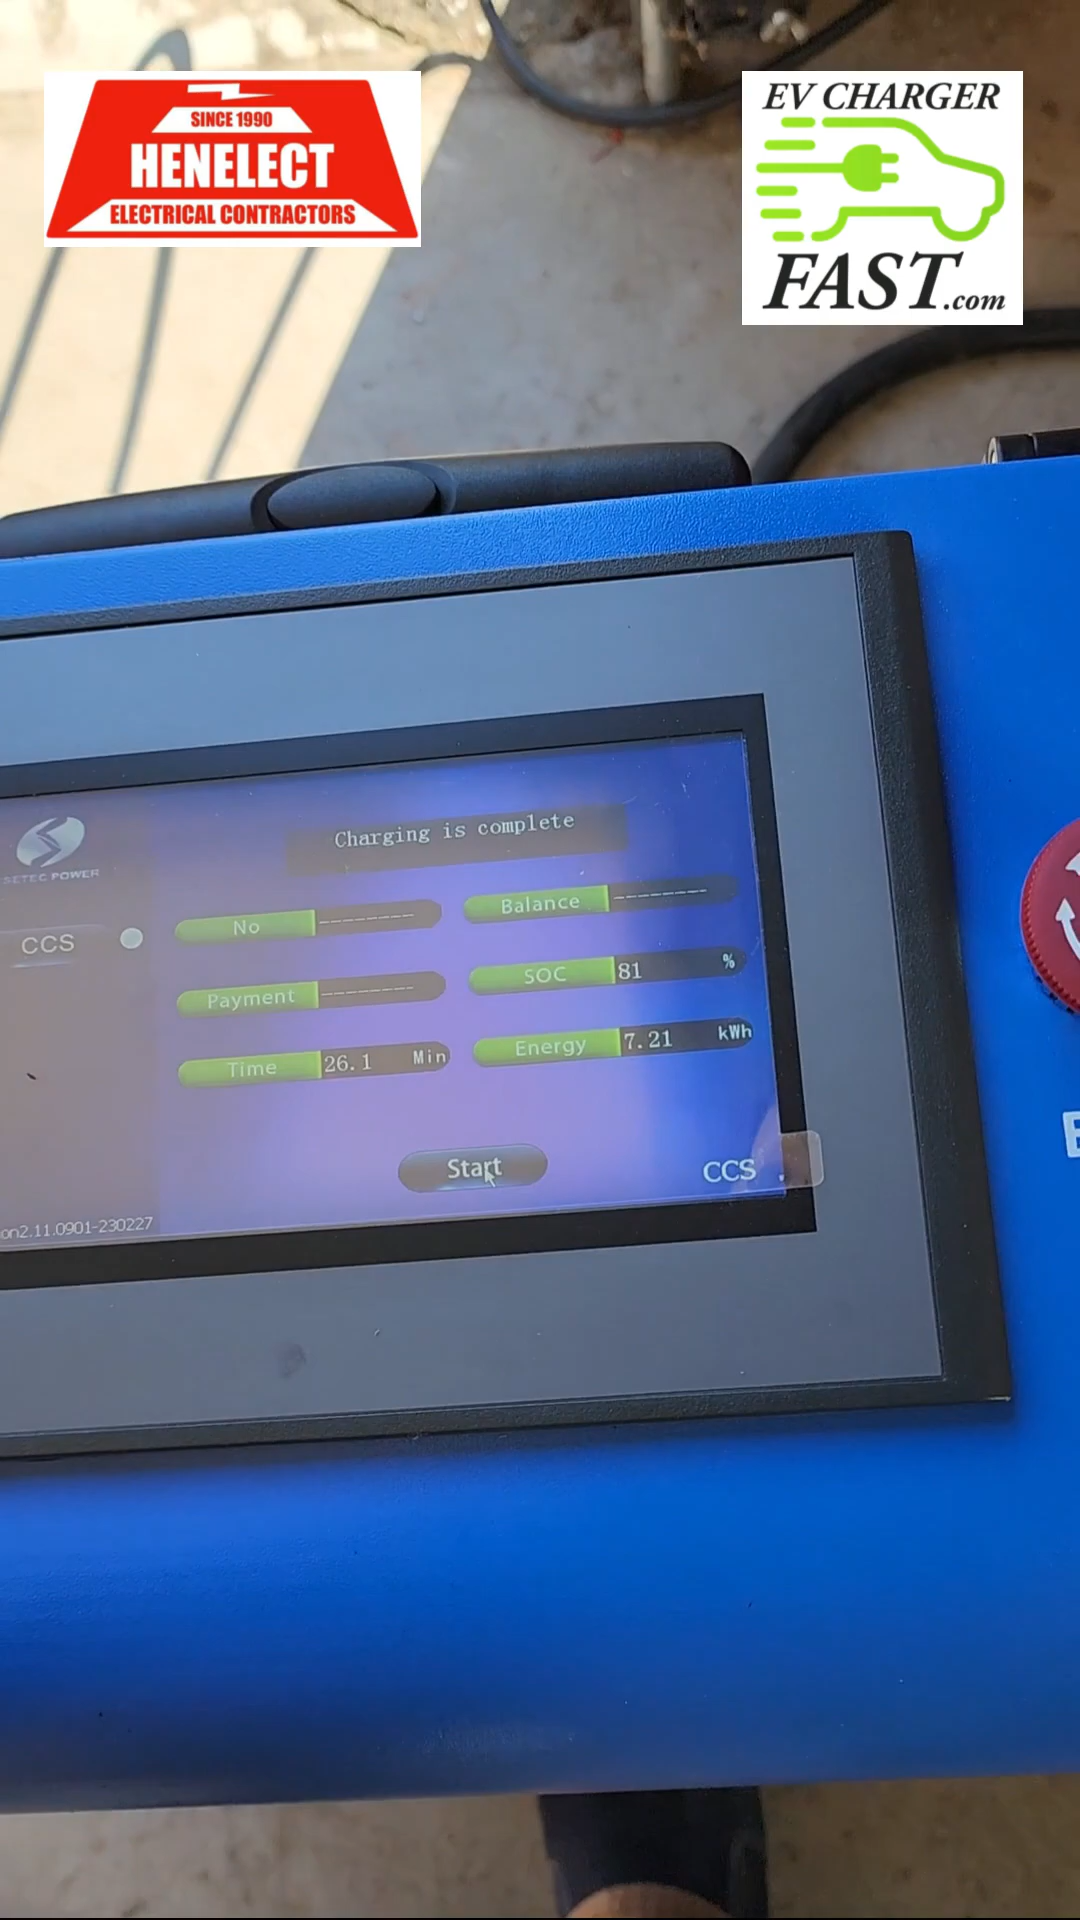 SINCE 1990
HENELECT
ELECTRICAL CONTRACTORS
EV CHARGER
FAST.com
SETEC POWER
Charging is complete
CCS
No --------
Balance --------
Payment --------
SOC 81 %
Time 26.1 Min
Energy 7.21 kWh
Start
CCS
on2.11.0901-230227
E